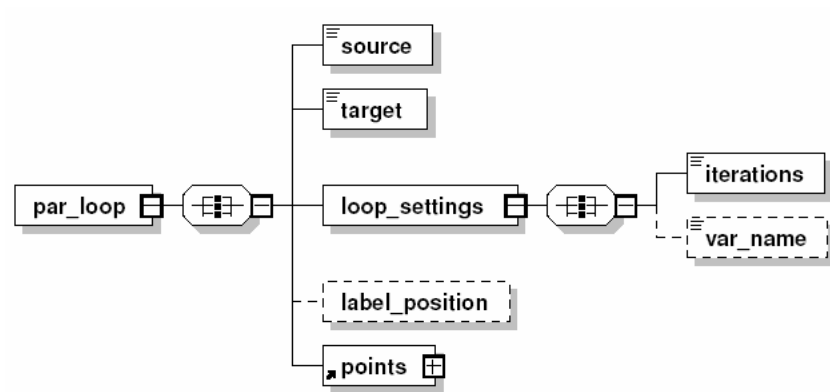 source
target
par_loop
loop_settings
iterations
var_name
label_position
points